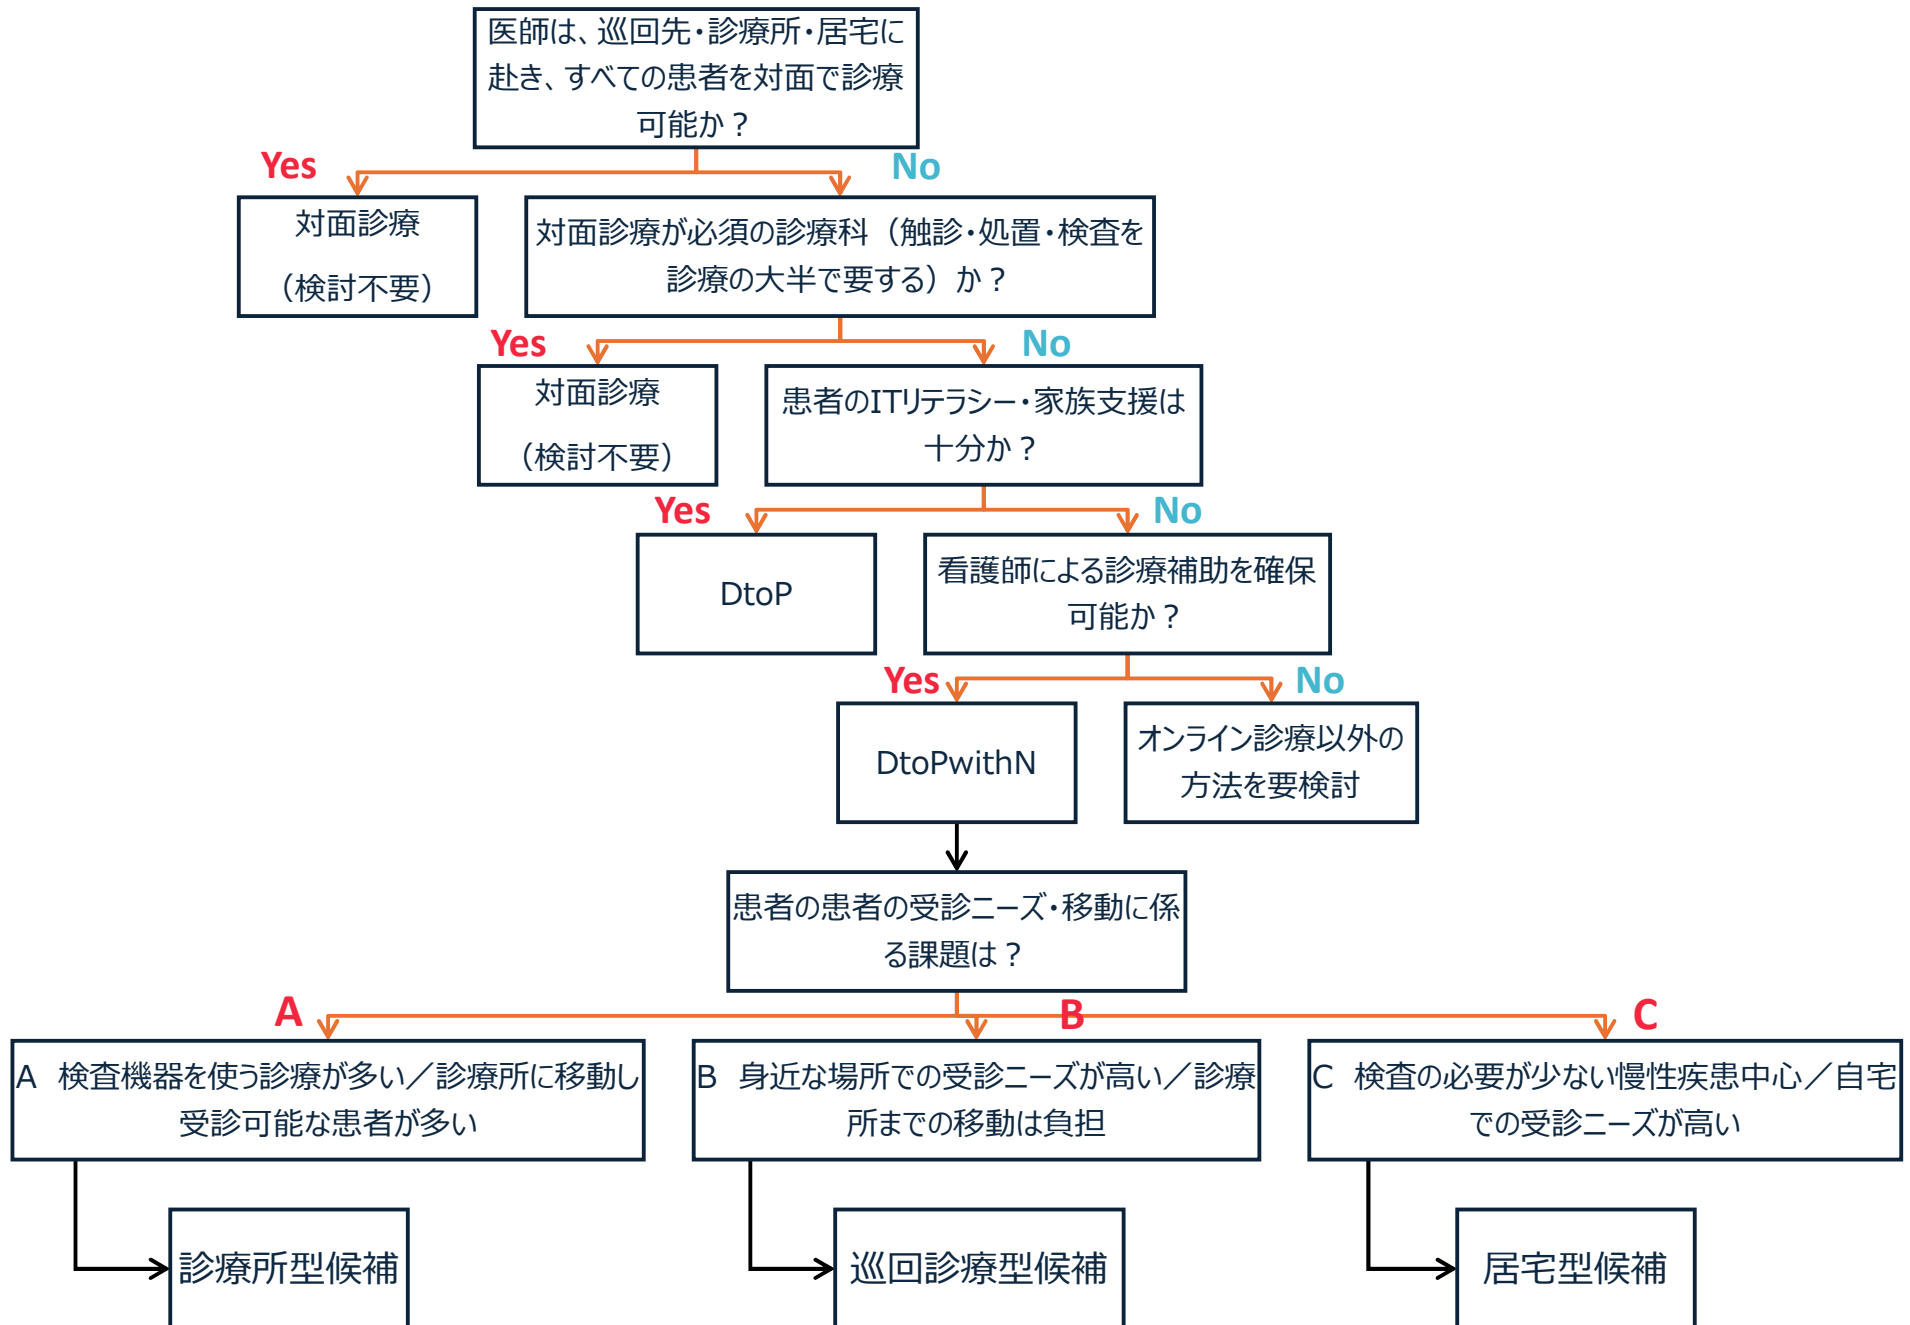 医師は、巡回先・診療所・居宅に
赴き、すべての患者を対面で診療
可能か？
Yes
No
対面診療
（検討不要）
対面診療が必須の診療科（触診・処置・検査を
診療の大半で要する）か？
Yes
No
対面診療
（検討不要）
患者のITリテラシー・家族支援は
十分か？
Yes
No
DtoP
看護師による診療補助を確保
可能か？
Yes
No
DtoPwithN
オンライン診療以外の
方法を要検討
患者の患者の受診ニーズ・移動に係
る課題は？
A
B
C
A　検査機器を使う診療が多い／診療所に移動し
受診可能な患者が多い
B　身近な場所での受診ニーズが高い／診療
所までの移動は負担
C　検査の必要が少ない慢性疾患中心／自宅
での受診ニーズが高い
診療所型候補
巡回診療型候補
居宅型候補